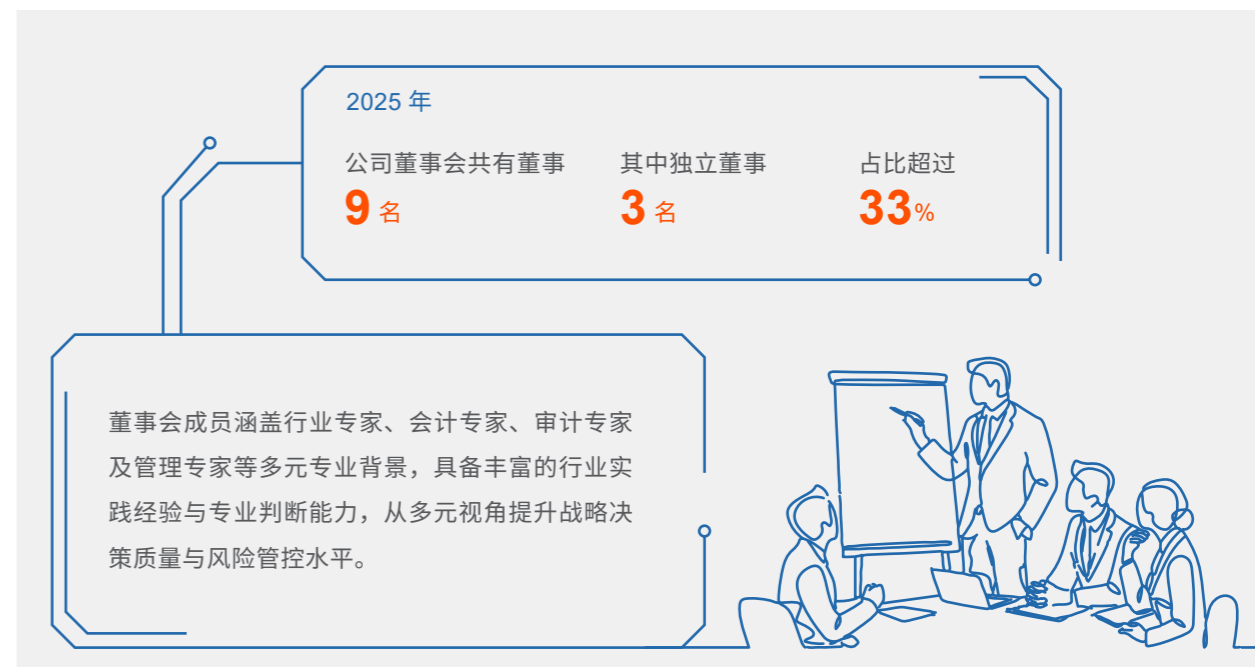 2025 年
公司董事会共有董事
9 名
其中独立董事
3 名
占比超过
33%
董事会成员涵盖行业专家、会计专家、审计专家
及管理专家等多元专业背景，具备丰富的行业实
践经验与专业判断能力，从多元视角提升战略决
策质量与风险管控水平。